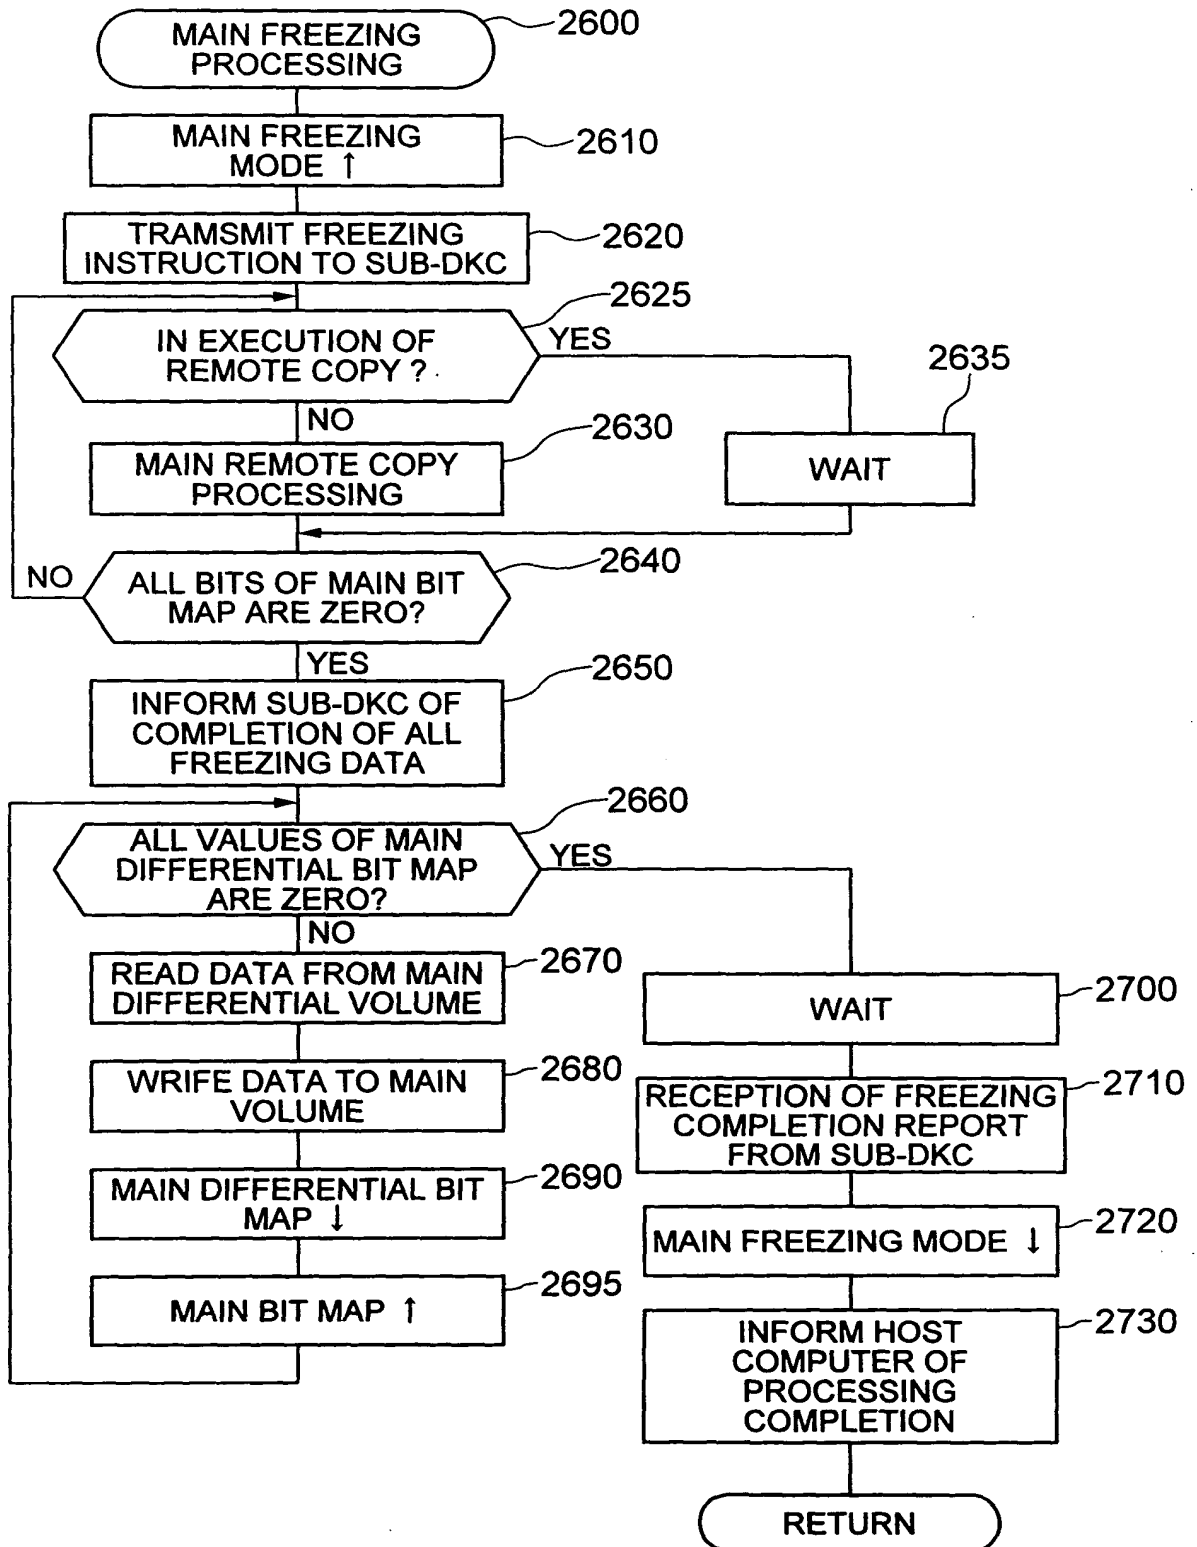 MAIN FREEZING
PROCESSING
2600
MAIN FREEZING
MODE ↑
2610
TRAMSMIT FREEZING
INSTRUCTION TO SUB-DKC
2620
2625
IN EXECUTION OF
REMOTE COPY ?
YES
2635
NO
2630
MAIN REMOTE COPY
PROCESSING
WAIT
2640
NO
ALL BITS OF MAIN BIT
MAP ARE ZERO?
YES
2650
INFORM SUB-DKC OF
COMPLETION OF ALL
FREEZING DATA
2660
ALL VALUES OF MAIN
DIFFERENTIAL BIT MAP
ARE ZERO?
YES
NO
READ DATA FROM MAIN
DIFFERENTIAL VOLUME
2670
WRIFE DATA TO MAIN
VOLUME
2680
MAIN DIFFERENTIAL BIT
MAP ↓
2690
MAIN BIT MAP ↑
2695
WAIT
2700
RECEPTION OF FREEZING
COMPLETION REPORT
FROM SUB-DKC
2710
MAIN FREEZING MODE ↓
2720
INFORM HOST
COMPUTER OF
PROCESSING
COMPLETION
2730
RETURN